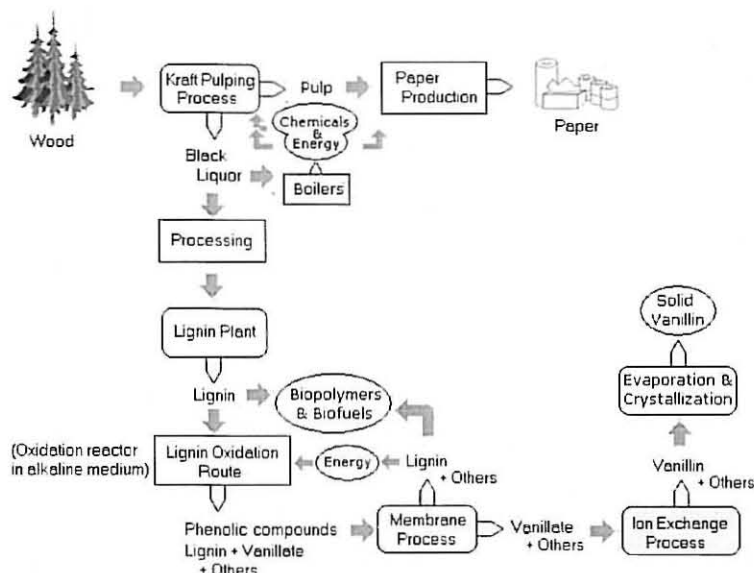 Wood
Kraft Pulping
Process
Pulp
Paper
Production
Paper
Chemicals
&
Energy
Black
Liquor
Boilers
Processing
Lignin Plant
Lignin
Biopolymers
& Biofuels
(Oxidation reactor
in alkaline medium)
Lignin Oxidation
Route
Energy
Lignin
+ Others
Phenolic compounds
Lignin + Vanillate
+ Others
Membrane
Process
Vanillate
+ Others
Ion Exchange
Process
Vanillin
+ Others
Evaporation &
Crystallization
Solid
Vanillin